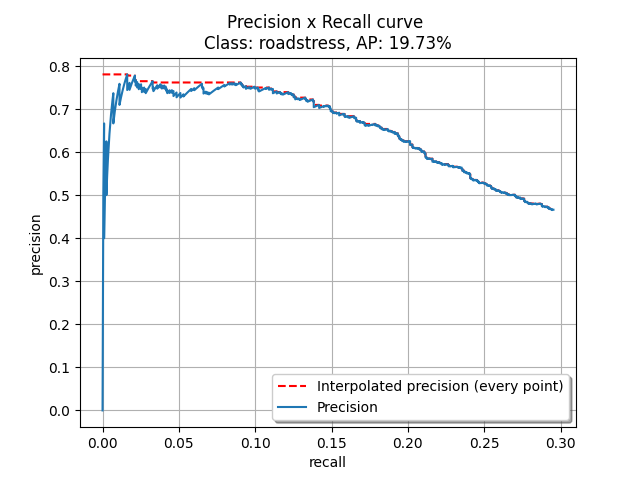 Precision x Recall curve
Class: roadstress, AP: 19.73%
0.8
0.7
0.6
0.5
0.4
0.3
0.2
0.1
0.0
precision
Interpolated precision (every point)
Precision
0.00 0.05 0.10 0.15 0.20 0.25 0.30
recall